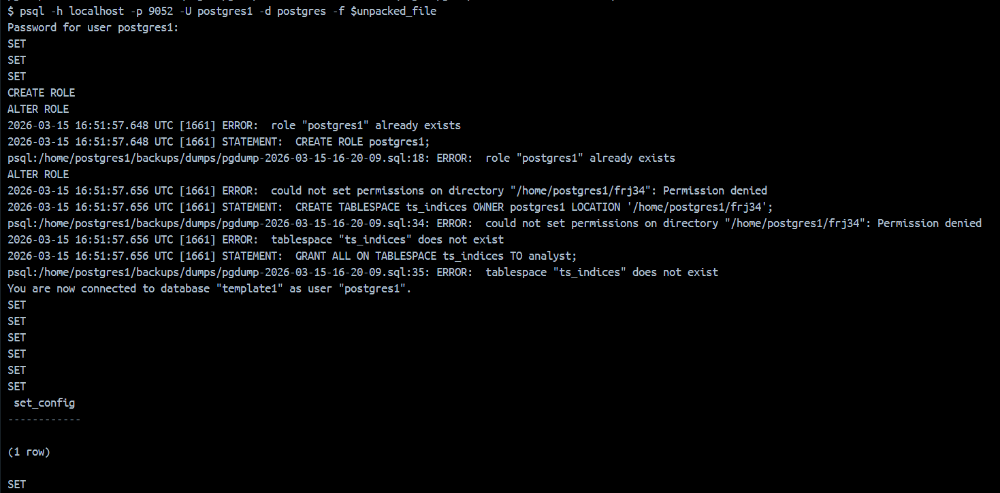 $ psql -h localhost -p 9052 -U postgres1 -d postgres -f $unpacked_file
Password for user postgres1:
SET
SET
SET
CREATE ROLE
ALTER ROLE
2026-03-15 16:51:57.648 UTC [1661] ERROR:  role "postgres1" already exists
2026-03-15 16:51:57.648 UTC [1661] STATEMENT:  CREATE ROLE postgres1;
psql:/home/postgres1/backups/dumps/pgdump-2026-03-15-16-20-09.sql:18: ERROR:  role "postgres1" already exists
ALTER ROLE
2026-03-15 16:51:57.656 UTC [1661] ERROR:  could not set permissions on directory "/home/postgres1/frj34": Permission denied
2026-03-15 16:51:57.656 UTC [1661] STATEMENT:  CREATE TABLESPACE ts_indices OWNER postgres1 LOCATION '/home/postgres1/frj34';
psql:/home/postgres1/backups/dumps/pgdump-2026-03-15-16-20-09.sql:34: ERROR:  could not set permissions on directory "/home/postgres1/frj34": Permission denied
2026-03-15 16:51:57.656 UTC [1661] ERROR:  tablespace "ts_indices" does not exist
2026-03-15 16:51:57.656 UTC [1661] STATEMENT:  GRANT ALL ON TABLESPACE ts_indices TO analyst;
psql:/home/postgres1/backups/dumps/pgdump-2026-03-15-16-20-09.sql:35: ERROR:  tablespace "ts_indices" does not exist
You are now connected to database "template1" as user "postgres1".
SET
SET
SET
SET
SET
SET
 set_config
------------

(1 row)

SET